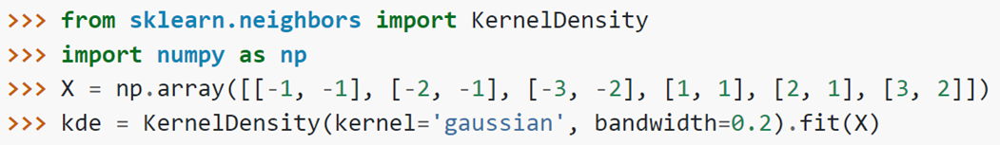 >>> from sklearn.neighbors import KernelDensity
>>> import numpy as np
>>> X = np.array([[-1, -1], [-2, -1], [-3, -2], [1, 1], [2, 1], [3, 2]])
>>> kde = KernelDensity(kernel='gaussian', bandwidth=0.2).fit(X)